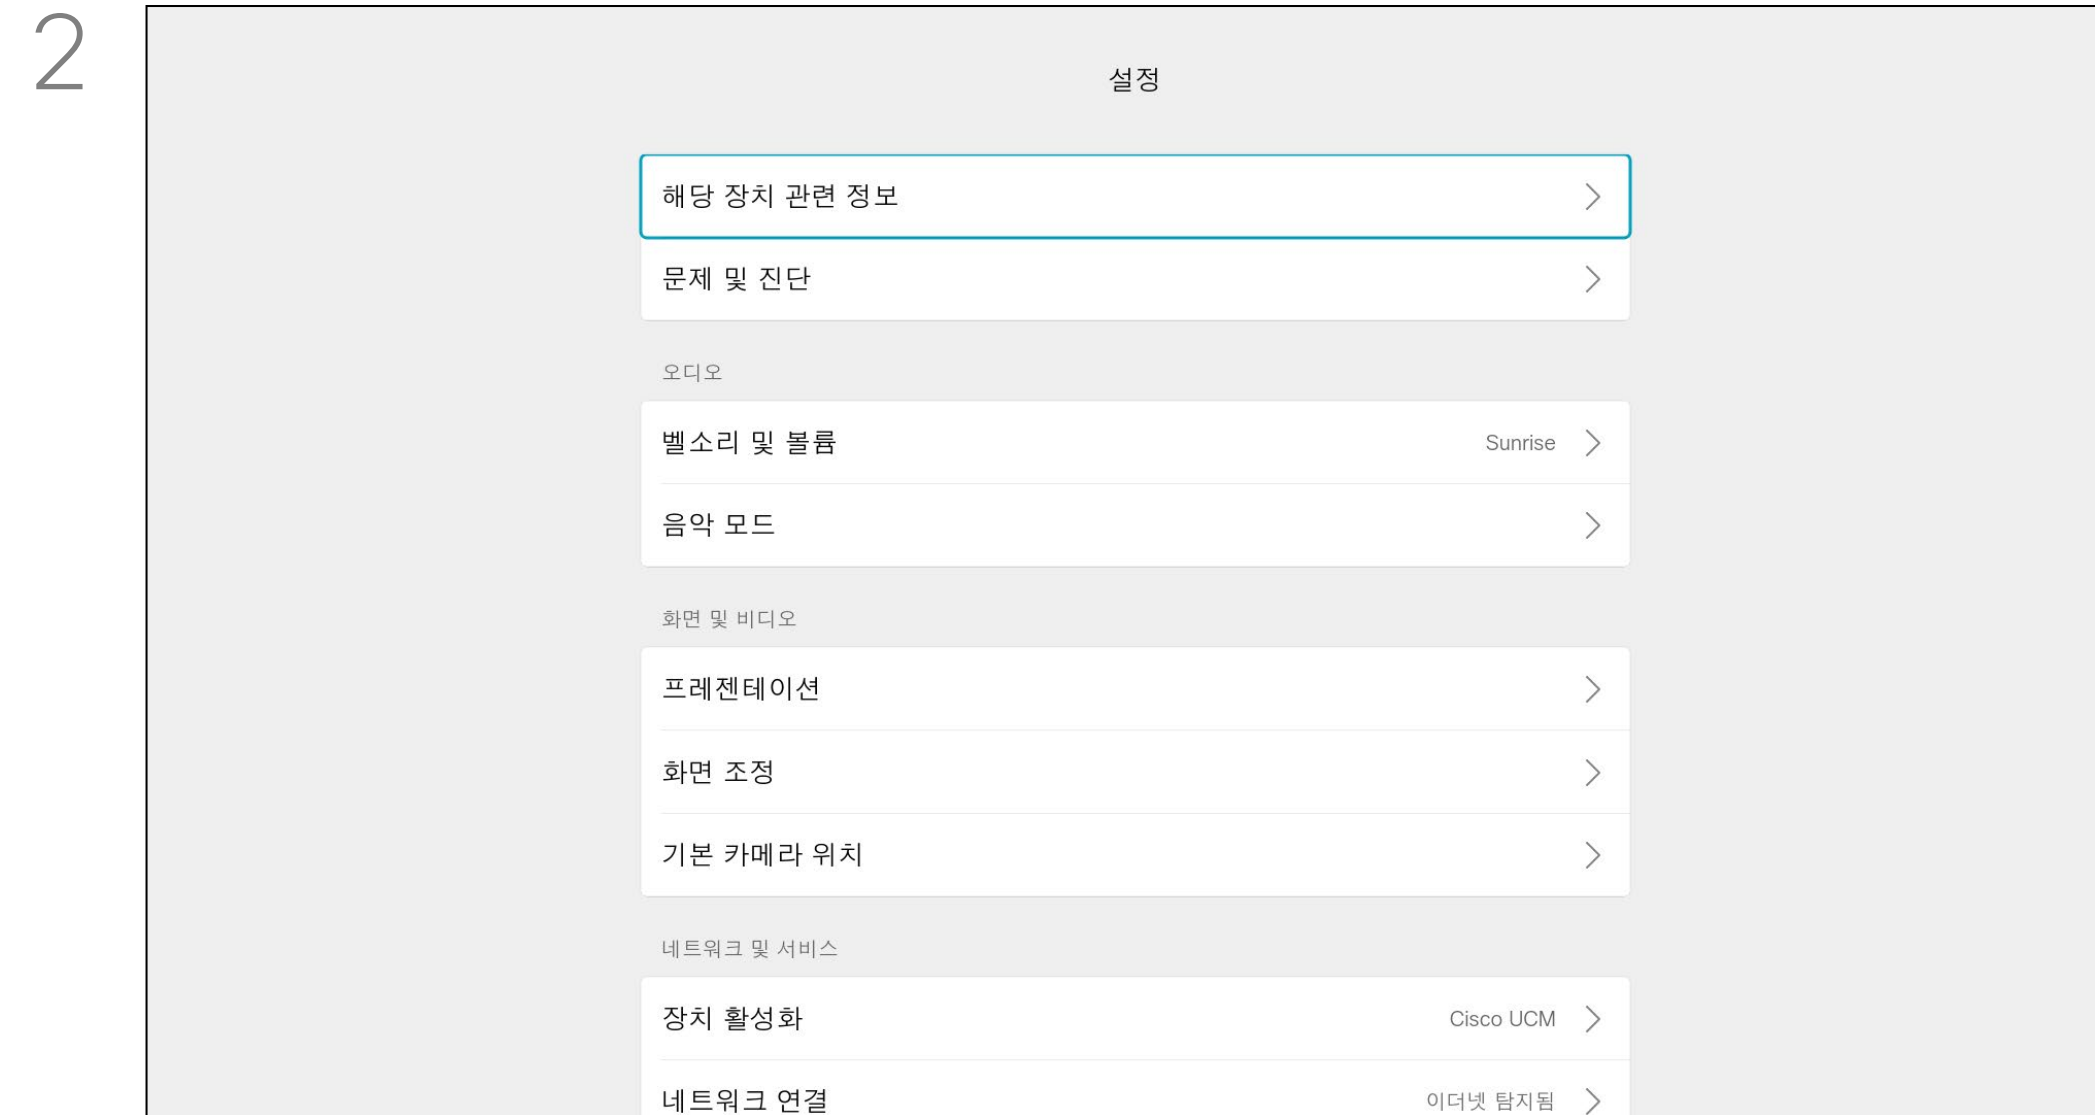 2
설정
해당 장치 관련 정보
문제 및 진단
오디오
벨소리 및 볼륨 Sunrise
음악 모드
화면 및 비디오
프레젠테이션
화면 조정
기본 카메라 위치
네트워크 및 서비스
장치 활성화 Cisco UCM
네트워크 연결 이더넷 탐지됨